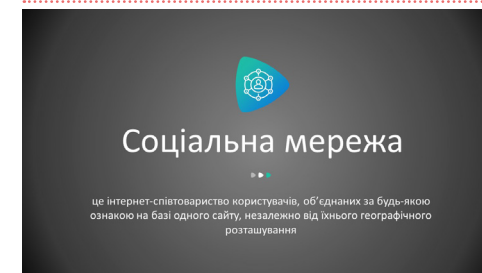 Соціальна мережа
це інтернет-співтовариство користувачів, об’єднаних за будь-якою
ознакою на базі одного сайту, незалежно від їхнього географічного
розташування